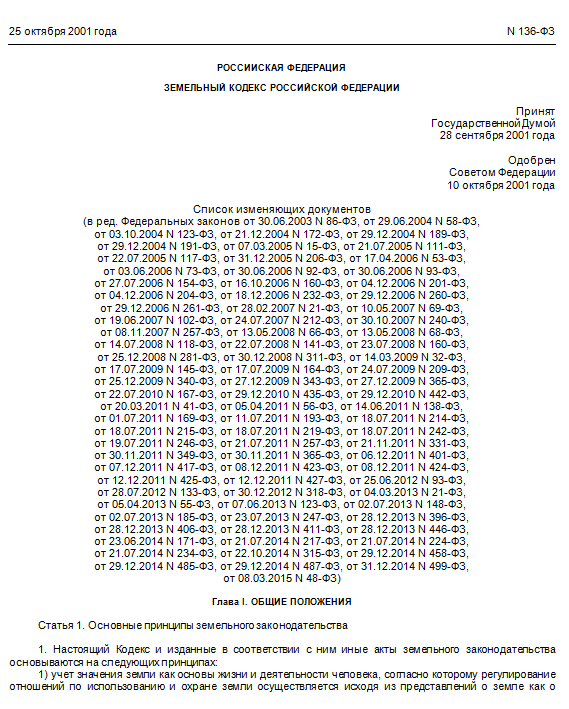 25 октября 2001 года N 136-ФЗ
РОССИЙСКАЯ ФЕДЕРАЦИЯ
ЗЕМЕЛЬНЫЙ КОДЕКС РОССИЙСКОЙ ФЕДЕРАЦИИ
Принят
Государственной Думой
28 сентября 2001 года
Одобрен
Советом Федерации
10 октября 2001 года
Список изменяющих документов
(в ред. Федеральных законов от 30.06.2003 N 86-ФЗ, от 29.06.2004 N 58-ФЗ,
от 03.10.2004 N 123-ФЗ, от 21.12.2004 N 172-ФЗ, от 29.12.2004 N 189-ФЗ,
от 29.12.2004 N 191-ФЗ, от 07.03.2005 N 15-ФЗ, от 21.07.2005 N 111-ФЗ,
от 22.07.2005 N 117-ФЗ, от 31.12.2005 N 206-ФЗ, от 17.04.2006 N 53-ФЗ,
от 03.06.2006 N 73-ФЗ, от 30.06.2006 N 92-ФЗ, от 30.06.2006 N 93-ФЗ,
от 27.07.2006 N 154-ФЗ, от 16.10.2006 N 160-ФЗ, от 04.12.2006 N 201-ФЗ,
от 04.12.2006 N 204-ФЗ, от 18.12.2006 N 232-ФЗ, от 29.12.2006 N 260-ФЗ,
от 29.12.2006 N 261-ФЗ, от 28.02.2007 N 21-ФЗ, от 10.05.2007 N 69-ФЗ,
от 19.06.2007 N 102-ФЗ, от 24.07.2007 N 212-ФЗ, от 30.10.2007 N 240-ФЗ,
от 08.11.2007 N 257-ФЗ, от 13.05.2008 N 66-ФЗ, от 13.05.2008 N 68-ФЗ,
от 14.07.2008 N 118-ФЗ, от 22.07.2008 N 141-ФЗ, от 23.07.2008 N 160-ФЗ,
от 25.12.2008 N 281-ФЗ, от 30.12.2008 N 311-ФЗ, от 14.03.2009 N 32-ФЗ,
от 17.07.2009 N 145-ФЗ, от 17.07.2009 N 164-ФЗ, от 24.07.2009 N 209-ФЗ,
от 25.12.2009 N 340-ФЗ, от 27.12.2009 N 343-ФЗ, от 27.12.2009 N 365-ФЗ,
от 22.07.2010 N 167-ФЗ, от 29.12.2010 N 435-ФЗ, от 29.12.2010 N 442-ФЗ,
от 20.03.2011 N 41-ФЗ, от 05.04.2011 N 56-ФЗ, от 14.06.2011 N 138-ФЗ,
от 01.07.2011 N 169-ФЗ, от 11.07.2011 N 193-ФЗ, от 18.07.2011 N 214-ФЗ,
от 18.07.2011 N 215-ФЗ, от 18.07.2011 N 219-ФЗ, от 18.07.2011 N 242-ФЗ,
от 19.07.2011 N 246-ФЗ, от 21.07.2011 N 257-ФЗ, от 21.11.2011 N 331-ФЗ,
от 30.11.2011 N 349-ФЗ, от 30.11.2011 N 365-ФЗ, от 06.12.2011 N 401-ФЗ,
от 07.12.2011 N 417-ФЗ, от 08.12.2011 N 423-ФЗ, от 08.12.2011 N 424-ФЗ,
от 12.12.2011 N 425-ФЗ, от 12.12.2011 N 427-ФЗ, от 25.06.2012 N 93-ФЗ,
от 28.07.2012 N 133-ФЗ, от 30.12.2012 N 318-ФЗ, от 04.03.2013 N 21-ФЗ,
от 05.04.2013 N 55-ФЗ, от 07.06.2013 N 123-ФЗ, от 02.07.2013 N 148-ФЗ,
от 02.07.2013 N 185-ФЗ, от 23.07.2013 N 247-ФЗ, от 28.12.2013 N 396-ФЗ,
от 28.12.2013 N 406-ФЗ, от 28.12.2013 N 411-ФЗ, от 28.12.2013 N 446-ФЗ,
от 23.06.2014 N 171-ФЗ, от 21.07.2014 N 217-ФЗ, от 21.07.2014 N 224-ФЗ,
от 21.07.2014 N 234-ФЗ, от 22.10.2014 N 315-ФЗ, от 29.12.2014 N 458-ФЗ,
от 29.12.2014 N 485-ФЗ, от 29.12.2014 N 487-ФЗ, от 31.12.2014 N 499-ФЗ,
от 08.03.2015 N 48-ФЗ)
Глава I. ОБЩИЕ ПОЛОЖЕНИЯ
Статья 1. Основные принципы земельного законодательства
1. Настоящий Кодекс и изданные в соответствии с ним иные акты земельного законодательства
основываются на следующих принципах:
1) учет значения земли как основы жизни и деятельности человека, согласно которому регулирование
отношений по использованию и охране земли осуществляется исходя из представлений о земле как о